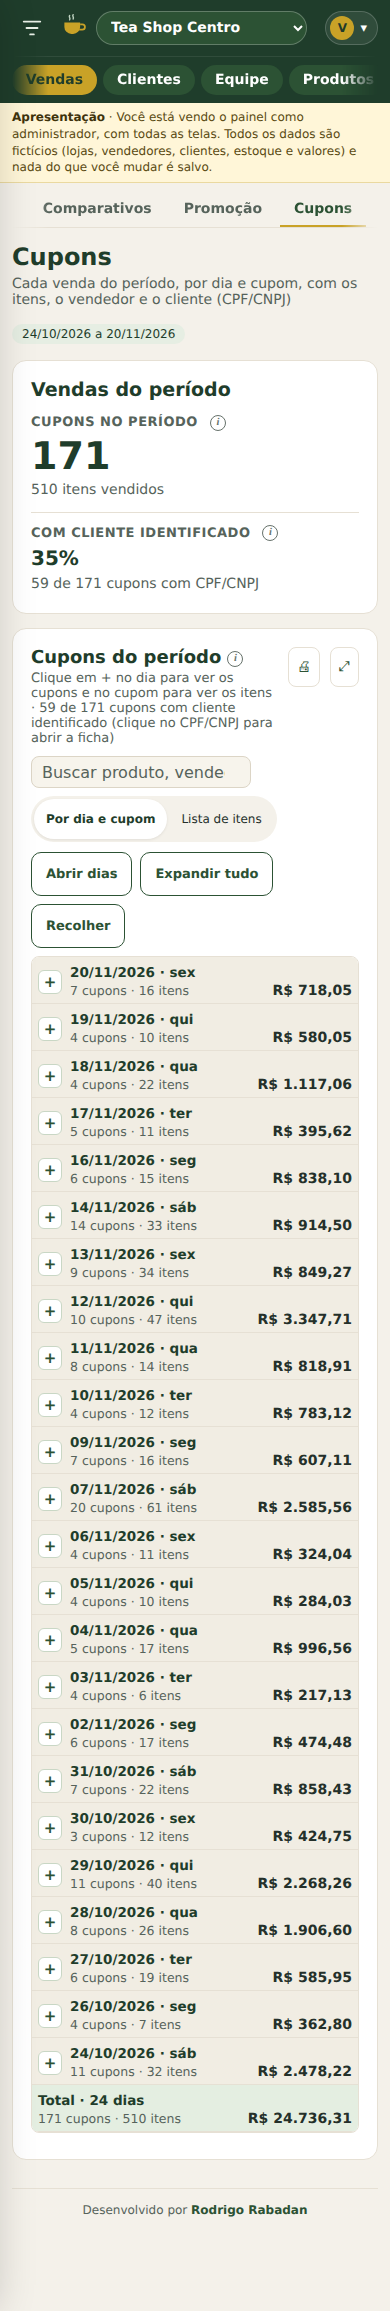 Tea Shop Centro
V ▾
Vendas
Clientes
Equipe
Produtos
Apresentação · Você está vendo o painel como
administrador, com todas as telas. Todos os dados são
fictícios (lojas, vendedores, clientes, estoque e valores) e
nada do que você mudar é salvo.
Comparativos
Promoção
Cupons
Cupons
Cada venda do período, por dia e cupom, com os
itens, o vendedor e o cliente (CPF/CNPJ)
24/10/2026 a 20/11/2026
Vendas do período
CUPONS NO PERÍODO i
171
510 itens vendidos
COM CLIENTE IDENTIFICADO i
35%
59 de 171 cupons com CPF/CNPJ
Cupons do período i
Clique em + no dia para ver os
cupons e no cupom para ver os itens
· 59 de 171 cupons com cliente
identificado (clique no CPF/CNPJ para
abrir a ficha)
Buscar produto, vende
Por dia e cupom
Lista de itens
Abrir dias
Expandir tudo
Recolher
+ 20/11/2026 · sex
7 cupons · 16 itens R$ 718,05
+ 19/11/2026 · qui
4 cupons · 10 itens R$ 580,05
+ 18/11/2026 · qua
4 cupons · 22 itens R$ 1.117,06
+ 17/11/2026 · ter
5 cupons · 11 itens R$ 395,62
+ 16/11/2026 · seg
6 cupons · 15 itens R$ 838,10
+ 14/11/2026 · sáb
14 cupons · 33 itens R$ 914,50
+ 13/11/2026 · sex
9 cupons · 34 itens R$ 849,27
+ 12/11/2026 · qui
10 cupons · 47 itens R$ 3.347,71
+ 11/11/2026 · qua
8 cupons · 14 itens R$ 818,91
+ 10/11/2026 · ter
4 cupons · 12 itens R$ 783,12
+ 09/11/2026 · seg
7 cupons · 16 itens R$ 607,11
+ 07/11/2026 · sáb
20 cupons · 61 itens R$ 2.585,56
+ 06/11/2026 · sex
4 cupons · 11 itens R$ 324,04
+ 05/11/2026 · qui
4 cupons · 10 itens R$ 284,03
+ 04/11/2026 · qua
5 cupons · 17 itens R$ 996,56
+ 03/11/2026 · ter
4 cupons · 6 itens R$ 217,13
+ 02/11/2026 · seg
6 cupons · 17 itens R$ 474,48
+ 31/10/2026 · sáb
7 cupons · 22 itens R$ 858,43
+ 30/10/2026 · sex
3 cupons · 12 itens R$ 424,75
+ 29/10/2026 · qui
11 cupons · 40 itens R$ 2.268,26
+ 28/10/2026 · qua
8 cupons · 26 itens R$ 1.906,60
+ 27/10/2026 · ter
6 cupons · 19 itens R$ 585,95
+ 26/10/2026 · seg
4 cupons · 7 itens R$ 362,80
+ 24/10/2026 · sáb
11 cupons · 32 itens R$ 2.478,22
Total · 24 dias
171 cupons · 510 itens R$ 24.736,31
Desenvolvido por Rodrigo Rabadan